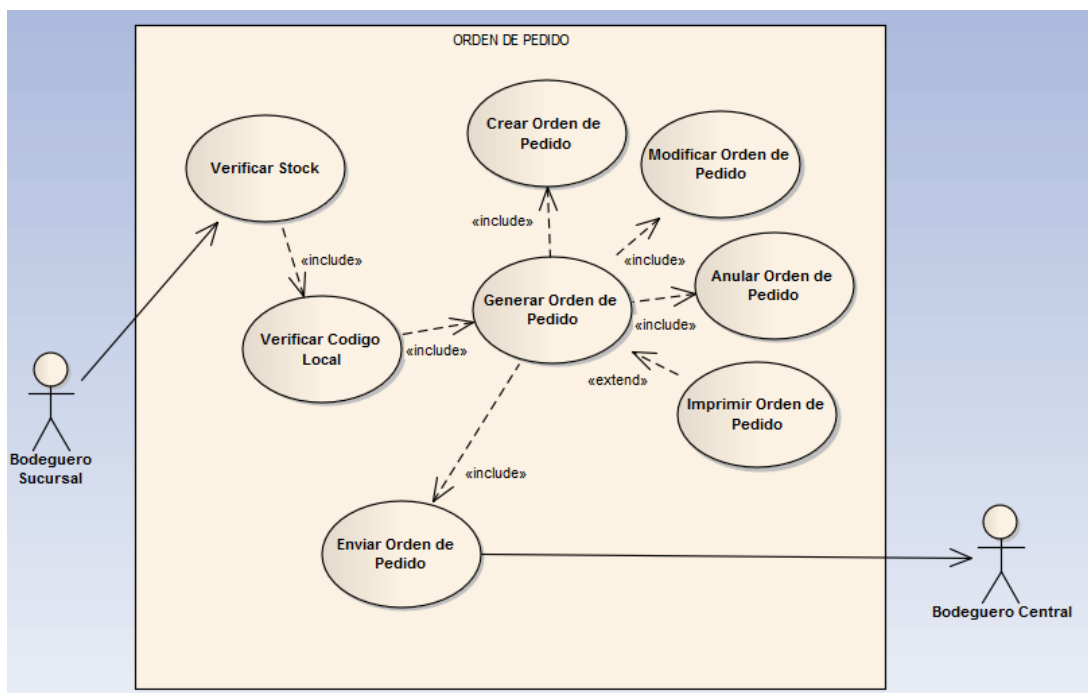 ORDEN DE PEDIDO
Crear Orden de
Pedido
Modificar Orden de
Pedido
Verificar Stock
«include»
«include»
«include»
Anular Orden de
Pedido
Generar Orden de
Pedido
«include»
Verificar Codigo
Local
«include»
«extend»
Imprimir Orden de
Pedido
Bodeguero
Sucursal
«include»
Enviar Orden de
Pedido
Bodeguero Central